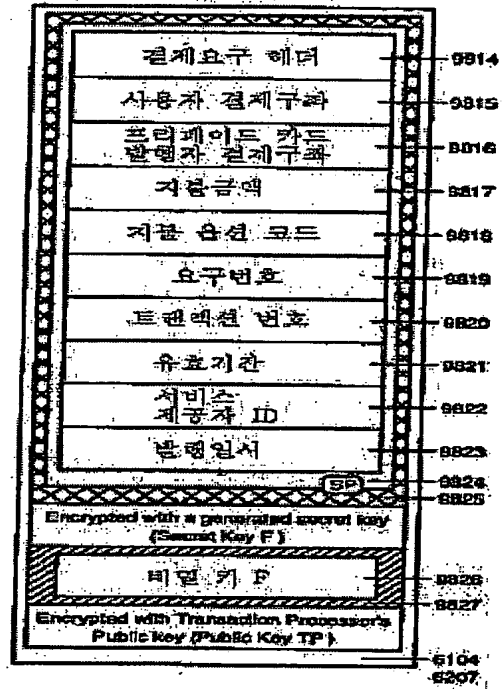 결제요구 헤더
9814
사용자 결제구좌
9815
프리페이드 카드
발행자 결제구좌
9816
지불금액
9817
지불 옵션 코드
9818
요구번호
9819
트랜잭션 번호
9820
유효기간
9821
서비스
제공자 ID
9822
발행일시
9823
SP
9824
9825
Encrypted with a generated secret key
(Secret Key F)
비밀 키 F
9826
9827
Encrypted with Transaction Processor's
Public key (Public Key TP).
6104
6207